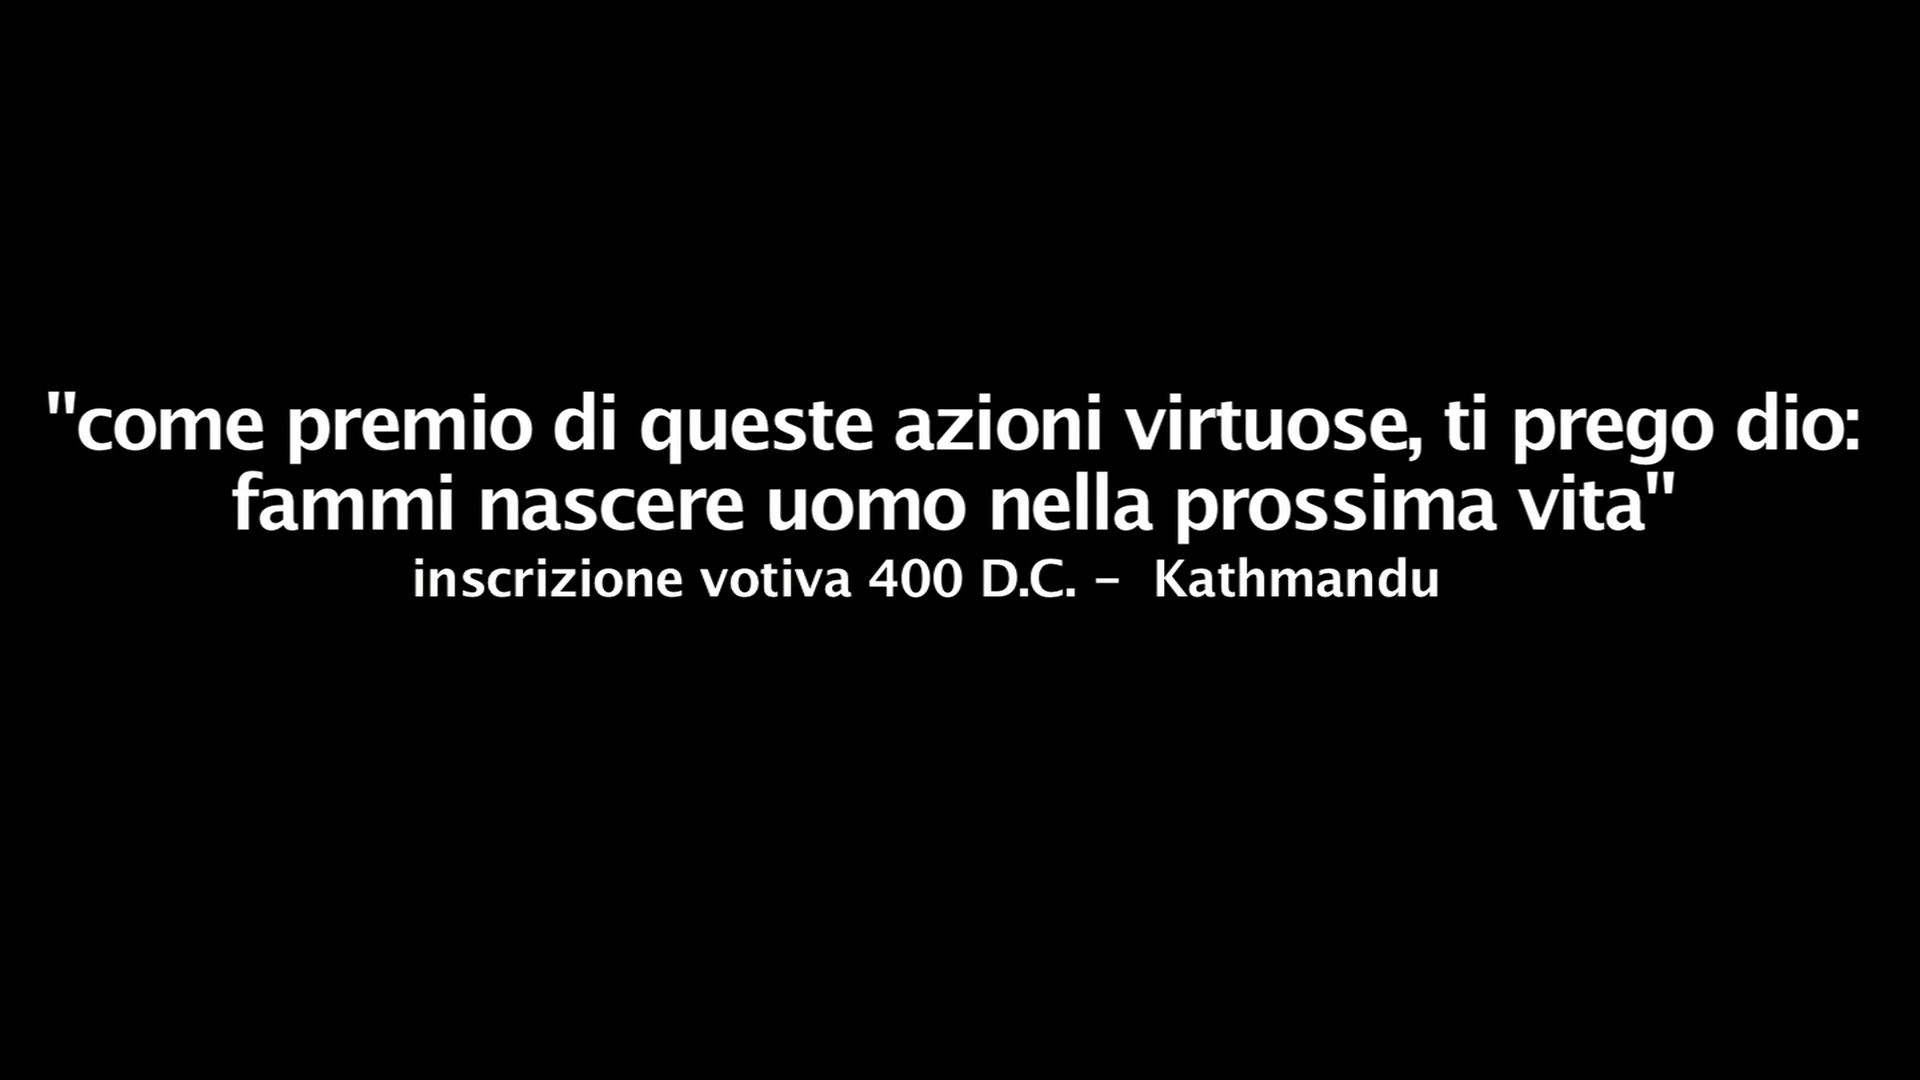 "come premio di queste azioni virtuose, ti prego dio:
fammi nascere uomo nella prossima vita"
inscrizione votiva 400 D.C. – Kathmandu